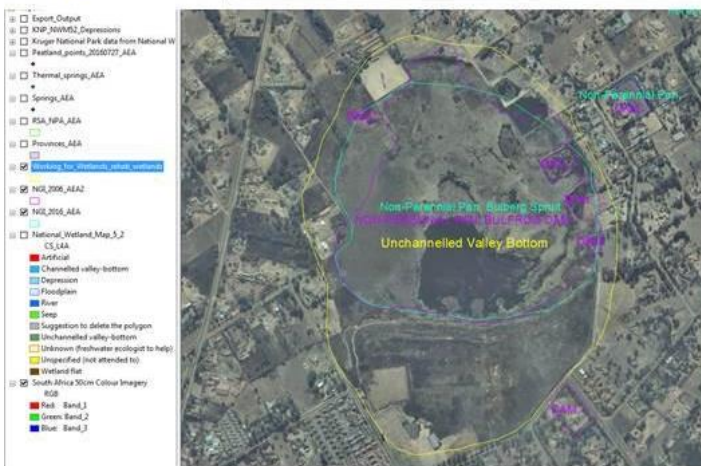 Export_Output
KNP_NWM52_Depressions
Kruger National Park data from National W
Peatland_points_20160727_AEA
Thermal_springs_AEA
Springs_AEA
RSA_NPA_AEA
Provinces_AEA
Working_for_Wetlands_rehab_wetlands
NGI_2006_AEA2
NGI_2016_AEA
National_Wetland_Map_5_2
CS_L4A
Artificial
Channelled valley-bottom
Depression
Floodplain
River
Seep
Suggestion to delete the polygon
Unchannelled valley-bottom
Unknown (freshwater ecologist to help)
Unspecified (not attended to)
Wetland flat
South Africa 50cm Colour Imagery
RGB
Red: Band_1
Green: Band_2
Blue: Band_3
Non-Perennial Pan,
Non-Perennial Pan,
Unchannelled Valley Bottom
DAM